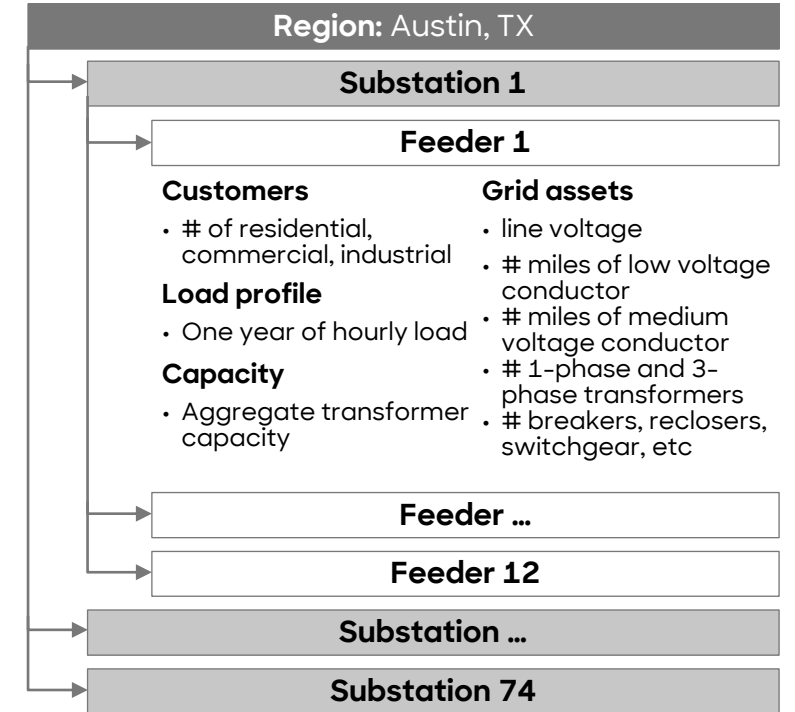 Region: Austin, TX
Substation 1
Feeder 1
Customers
• # of residential,
commercial, industrial
Load profile
• One year of hourly load
Capacity
• Aggregate transformer
capacity
Grid assets
• line voltage
• # miles of low voltage
conductor
• # miles of medium
voltage conductor
• # 1-phase and 3-
phase transformers
• # breakers, reclosers,
switchgear, etc
Feeder ...
Feeder 12
Substation ...
Substation 74